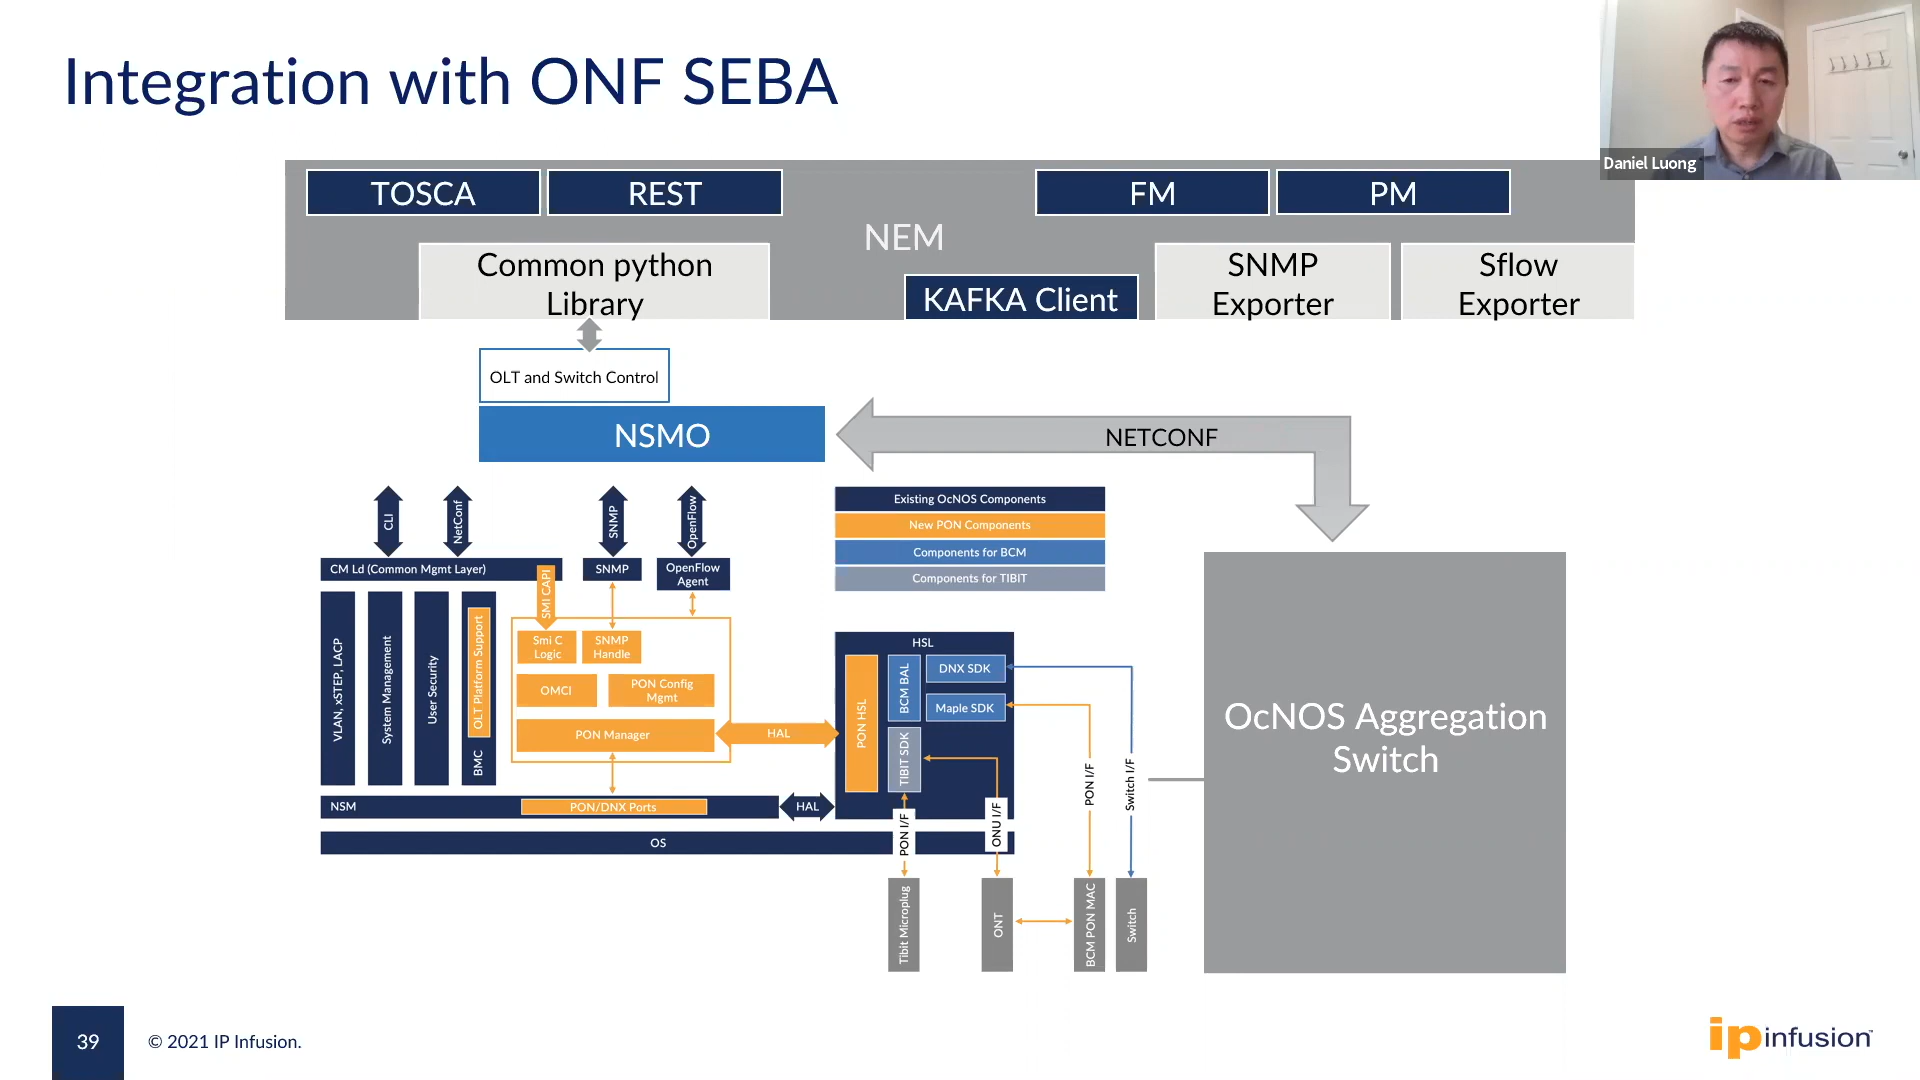 Integration with ONF SEBA
Daniel Luong
TOSCA
REST
FM
PM
NEM
Common python
Library
KAFKA Client
SNMP
Exporter
Sflow
Exporter
OLT and Switch Control
NSMO
NETCONF
CLI
NetConf
SNMP
OpenFlow
Existing OcNOS Components
New PON Components
Components for BCM
Components for TIBIT
CM Ld (Common Mgmt Layer)
SNMP
OpenFlow
Agent
SMI CAPI
VLAN, xSTEP, LACP
System Management
User Security
OLT Platform Support
BMC
Smi C
Logic
SNMP
Handle
OMCI
PON Config
Mgmt
PON Manager
HAL
HSL
PON HSL
BCM BAL
DNX SDK
Maple SDK
TIBIT SDK
NSM
PON/DNX Ports
HAL
OS
PON I/F
ONU I/F
PON I/F
Switch I/F
Tibit Microplug
ONT
BCM PON MAC
Switch
OcNOS Aggregation
Switch
39
© 2021 IP Infusion.
ip infusion™